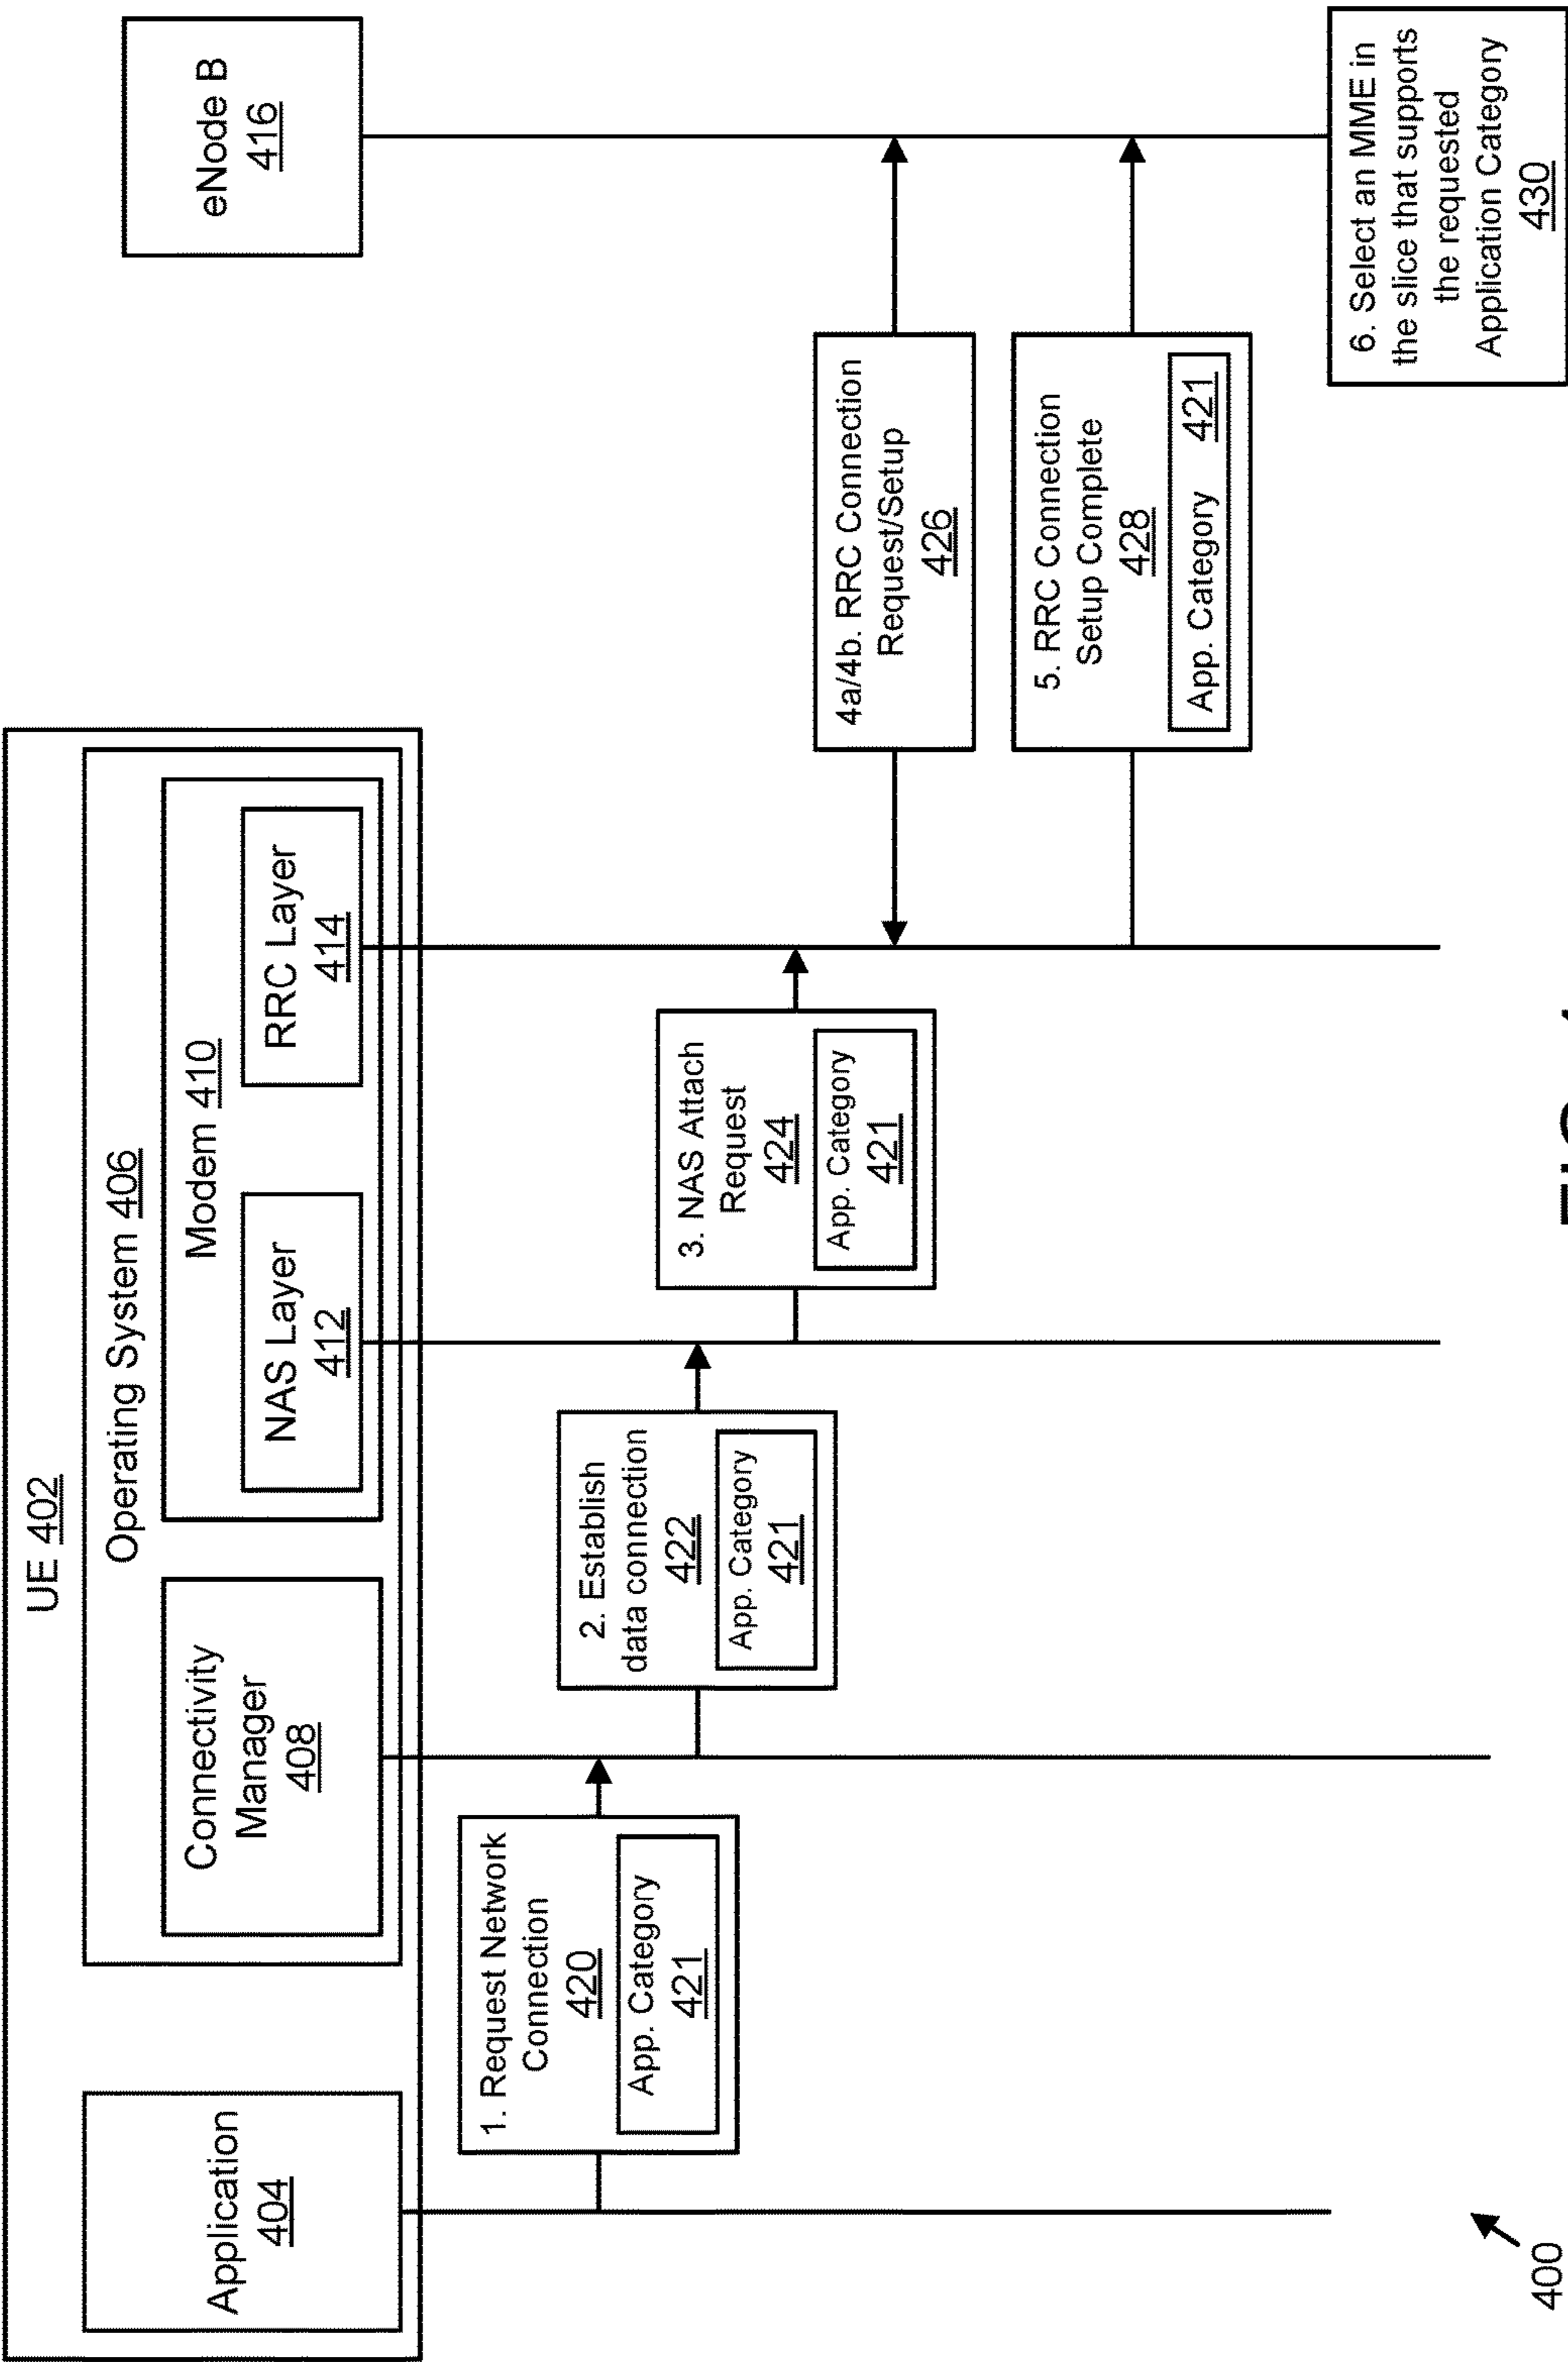 UE 402
Operating System 406
Application
404
Connectivity
Manager
408
Modem 410
NAS Layer
412
RRC Layer
414
eNode B
416
1. Request Network
Connection
420
App. Category
421
2. Establish
data connection
422
App. Category
421
3. NAS Attach
Request
424
App. Category
421
4a/4b. RRC Connection
Request/Setup
426
5. RRC Connection
Setup Complete
428
App. Category 421
6. Select an MME in
the slice that supports
the requested
Application Category
430
400